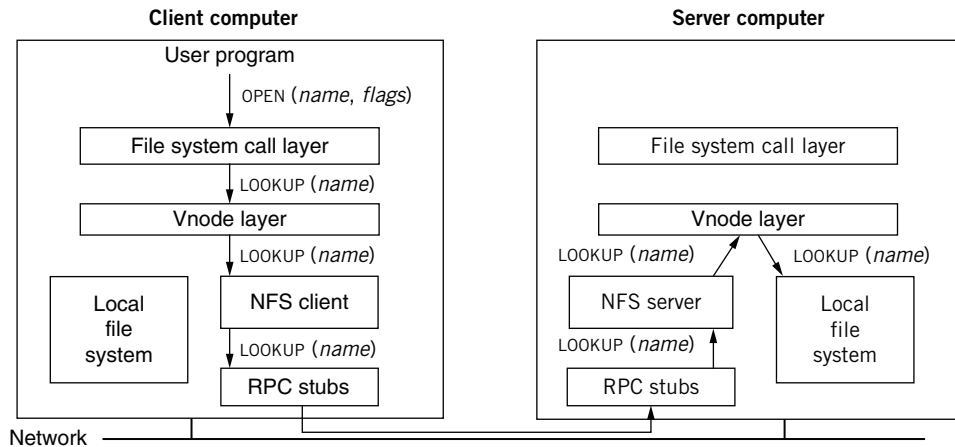 Client computer
User program
OPEN (name, flags)
File system call layer
LOOKUP (name)
Vnode layer
LOOKUP (name)
Local
file
system
NFS client
LOOKUP (name)
RPC stubs
Server computer
File system call layer
Vnode layer
LOOKUP (name)
LOOKUP (name)
NFS server
Local
file
system
LOOKUP (name)
RPC stubs
Network